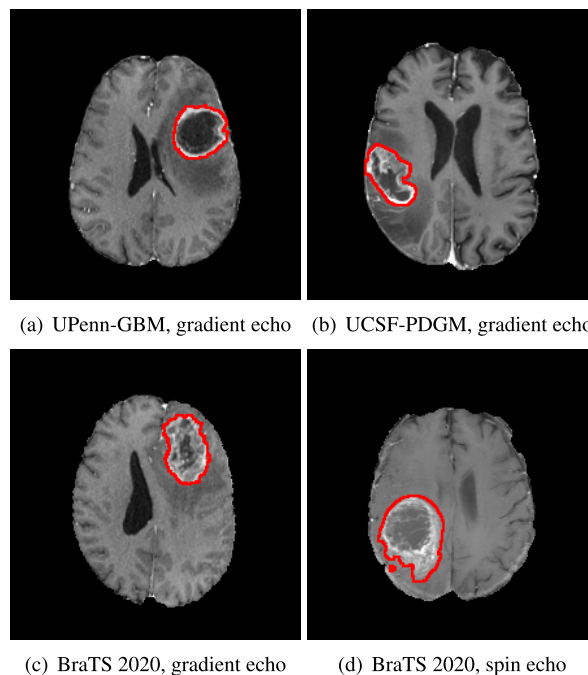 (a) UPenn-GBM, gradient echo
(b) UCSF-PDGM, gradient echo
(c) BraTS 2020, gradient echo
(d) BraTS 2020, spin echo